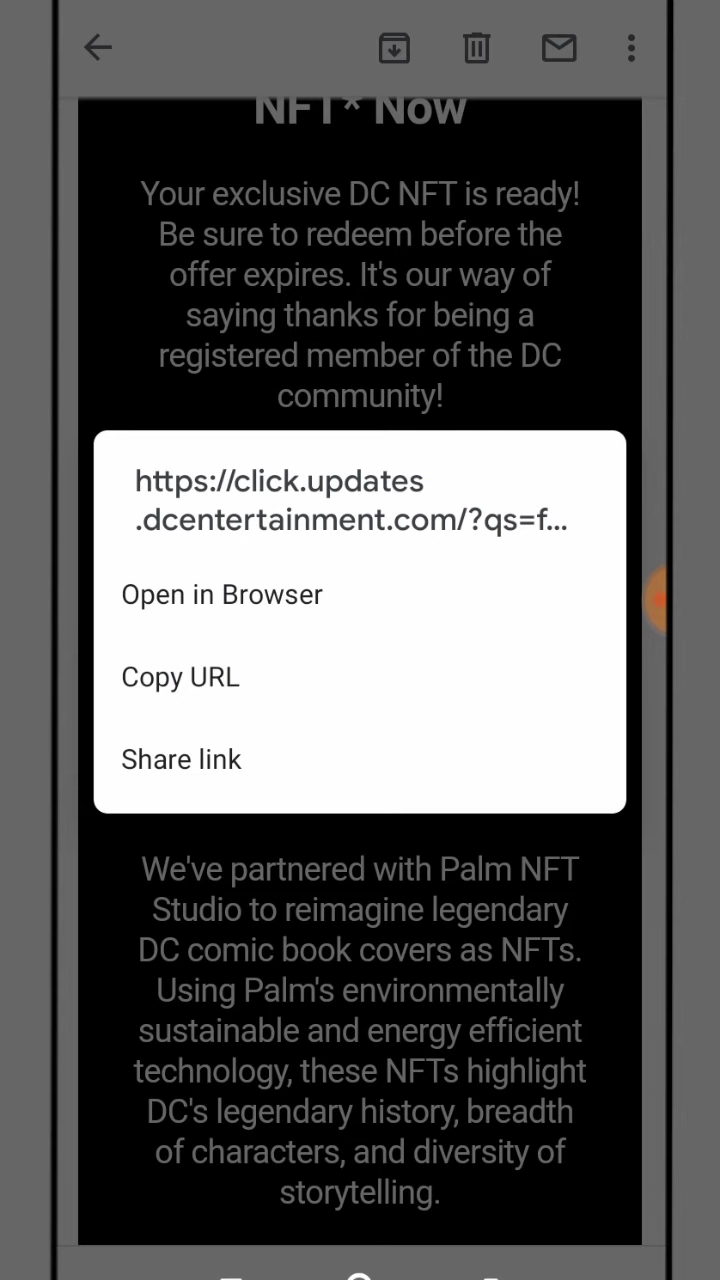 NFT* Now
Your exclusive DC NFT is ready!
Be sure to redeem before the
offer expires. It's our way of
saying thanks for being a
registered member of the DC
community!
https://click.updates
.dcentertainment.com/?qs=f...
Open in Browser
Copy URL
Share link
We've partnered with Palm NFT
Studio to reimagine legendary
DC comic book covers as NFTs.
Using Palm's environmentally
sustainable and energy efficient
technology, these NFTs highlight
DC's legendary history, breadth
of characters, and diversity of
storytelling.